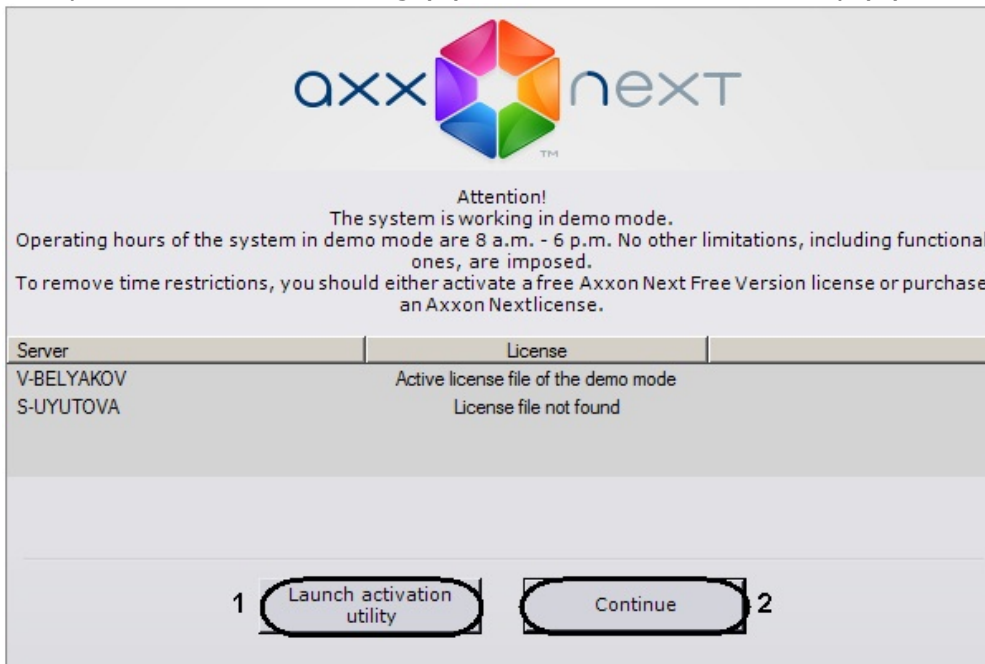 axx next
TM
Attention!
The system is working in demo mode.
Operating hours of the system in demo mode are 8 a.m. - 6 p.m. No other limitations, including functional
ones, are imposed.
To remove time restrictions, you should either activate a free Axxon Next Free Version license or purchase
an Axxon Nextlicense.
Server License
V-BELYAKOV Active license file of the demo mode
S-UYUTOVA License file not found
1 Launch activation
utility
Continue 2